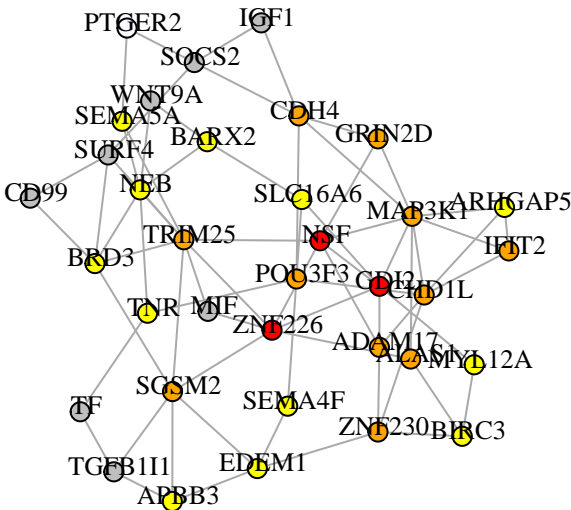 IGF1
PTGER2
SOCS2
WNT9A
SEMA5A
CDH4
BARX2
GRIN2D
SURF4
CD99
NEB
SLC16A6
ARHGAP5
MAP3K1
TRIM25
NSF
IFIT2
BRD3
POU3F3
GDI2
CHD1L
TNR
MIF
ZNF226
ADAM17
ALAS1
MYL12A
SGSM2
SEMA4F
TF
ZNF230
BIRC3
TGFB1I1
EDEM1
APBB3